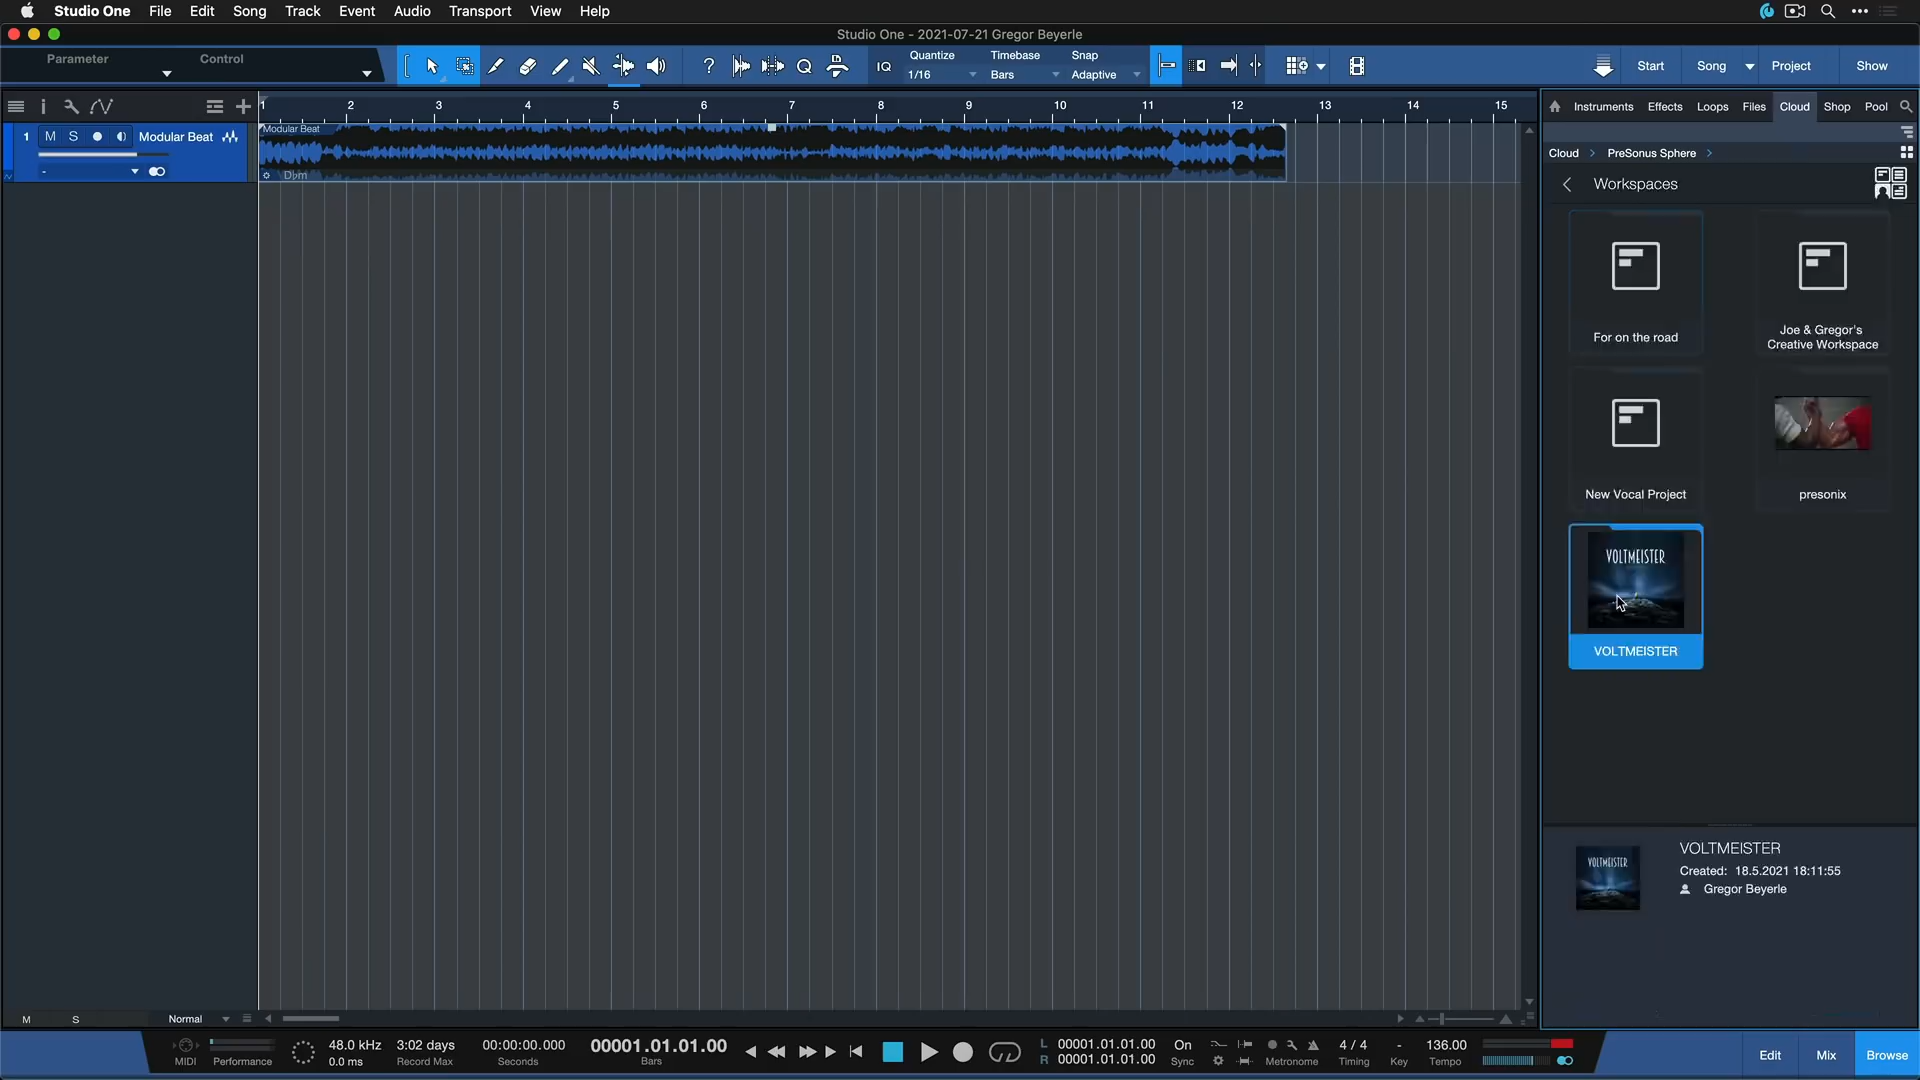 Studio One File Edit Song Track Event Audio Transport View Help
Studio One - 2021-07-21 Gregor Beyerle
Parameter Control
? Q IQ Quantize 1/16 Timebase Bars Snap Adaptive
Start Song Project Show
1 2 3 4 5 6 7 8 9 10 11 12 13 14 15
Instruments Effects Loops Files Cloud Shop Pool
1 M S Modular Beat
-
Modular Beat
D♭m
Cloud PreSonus Sphere
Workspaces
For on the road
Joe & Gregor's
Creative Workspace
New Vocal Project
presonix
VOLTMEISTER
VOLTMEISTER
VOLTMEISTER
VOLTMEISTER
Created: 18.5.2021 18:11:55
Gregor Beyerle
M S Normal
MIDI
Performance
48.0 kHz
0.0 ms
3:02 days
Record Max
00:00:00.000
Seconds
00001.01.01.00
Bars
L 00001.01.01.00
R 00001.01.01.00
On
Sync
Metronome
4 / 4
Timing
-
Key
136.00
Tempo
Edit Mix Browse